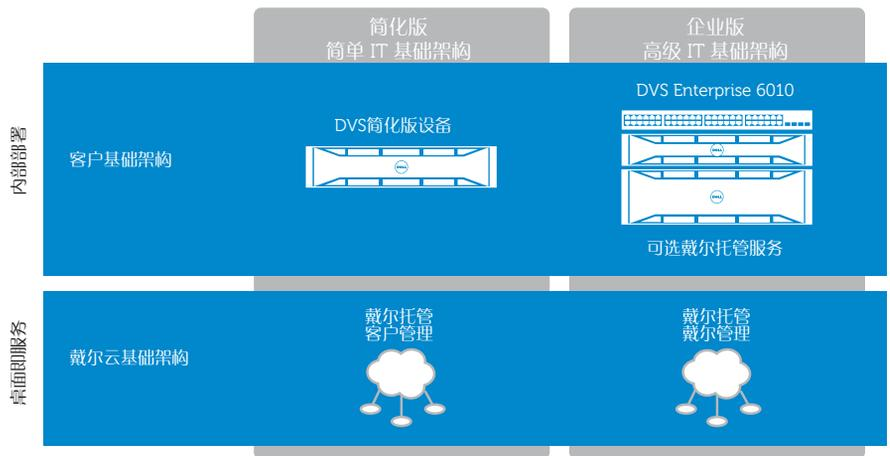 简化版
简单 IT 基础架构
企业版
高级 IT 基础架构
内部部署
客户基础架构
DVS简化版设备
DELL
DVS Enterprise 6010
DELL
DELL
可选戴尔托管服务
桌面即服务
戴尔云基础架构
戴尔托管
客户管理
戴尔托管
戴尔管理